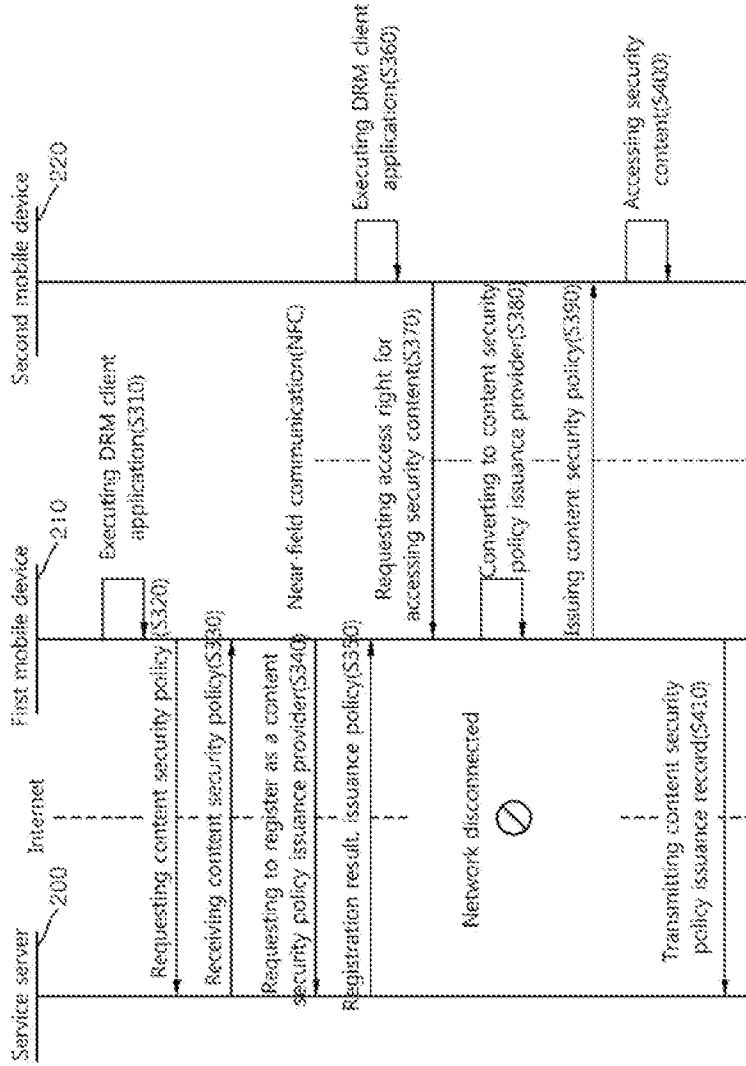 Service server
200
Internet
First mobile device
210
Second mobile device
220
Executing DRM client
application(S310)
Requesting content security policy (S320)
Receiving content security policy(S330)
Requesting to register as a content
security policy issuance provider(S340)
Registration result, issuance policy(S350)
Near-field communication(NFC)
Executing DRM client
application(S360)
Requesting access right for
accessing security content(S370)
Network disconnected
Converting to content security
policy issuance provider(S380)
Issuing content security policy(S390)
Accessing security
content(S400)
Transmitting content security
policy issuance record(S410)